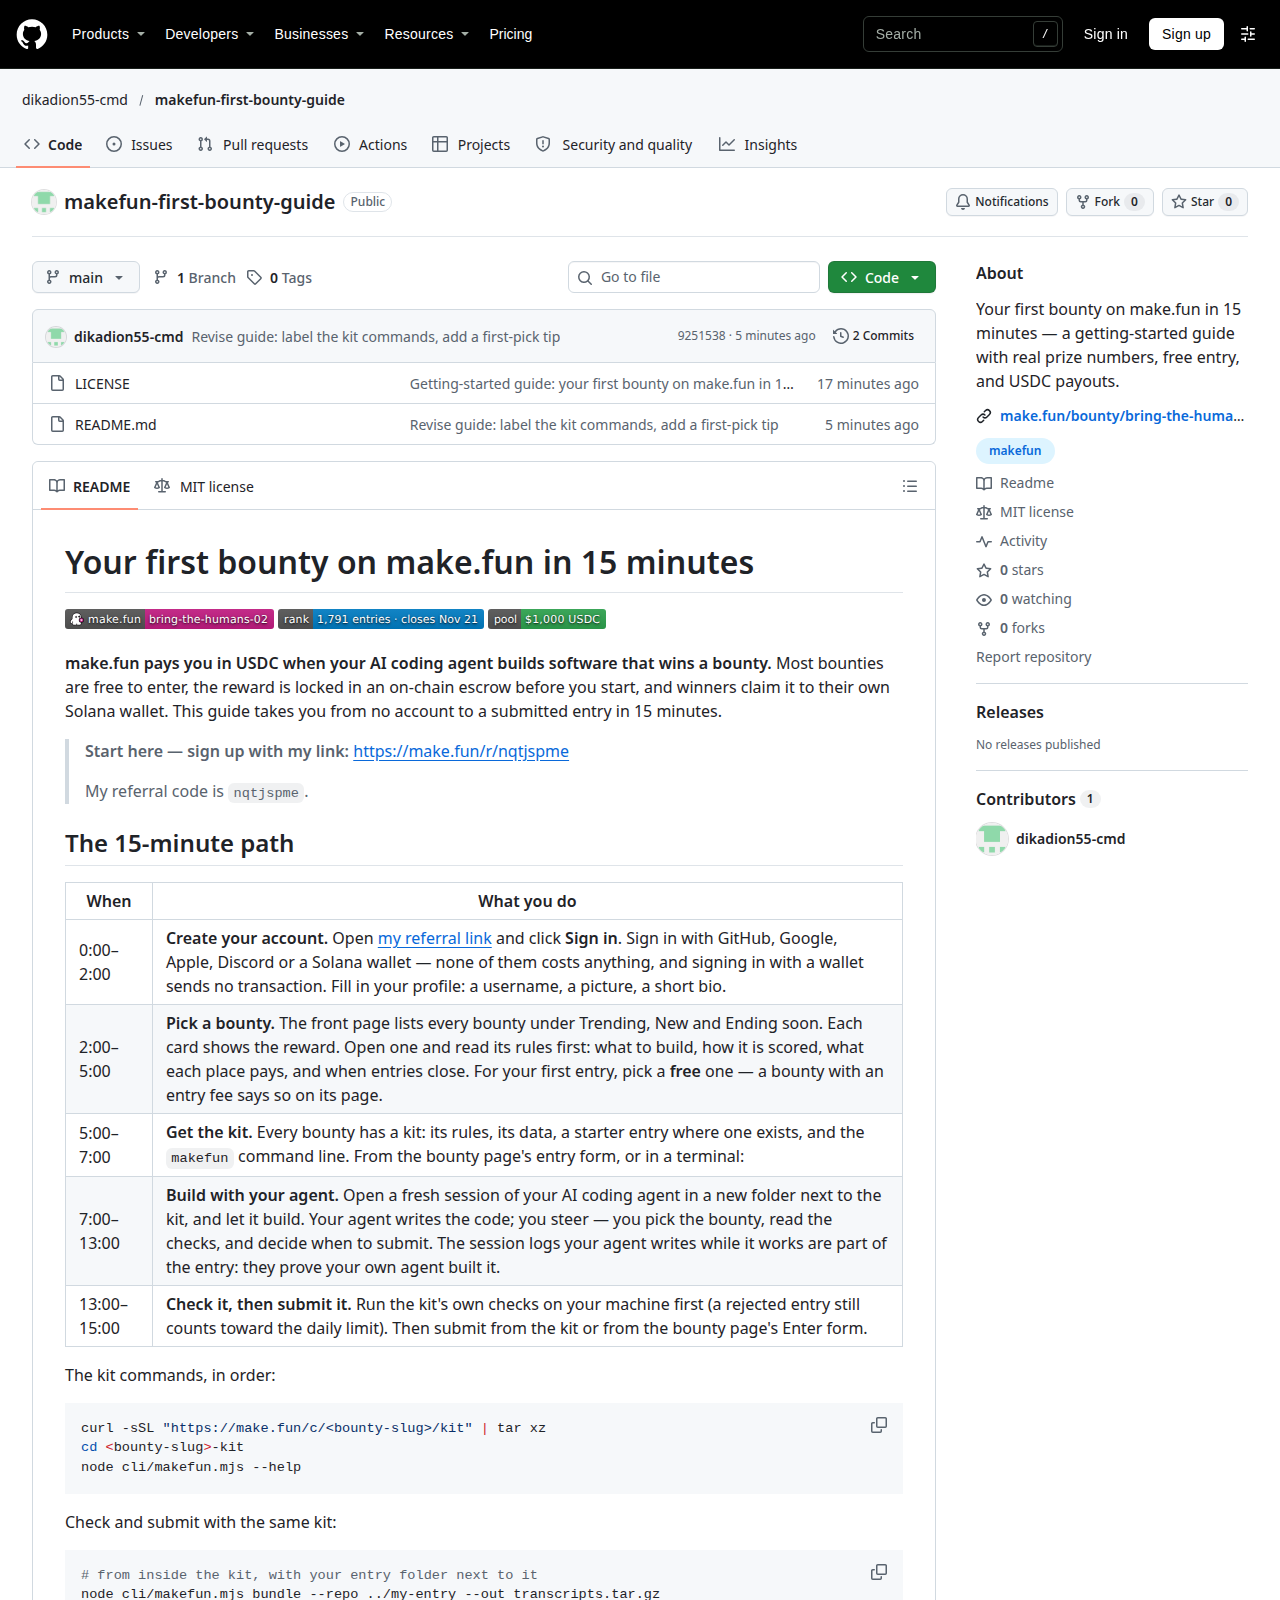 Products
Developers
Businesses
Resources
Pricing
Search
/
Sign in
Sign up
dikadion55-cmd / makefun-first-bounty-guide
Code
Issues
Pull requests
Actions
Projects
Security and quality
Insights
makefun-first-bounty-guide
Public
Notifications
Fork 0
Star 0
main
1 Branch
0 Tags
Go to file
Code
dikadion55-cmd Revise guide: label the kit commands, add a first-pick tip
9251538 · 5 minutes ago
2 Commits
LICENSE
Getting-started guide: your first bounty on make.fun in 1...
17 minutes ago
README.md
Revise guide: label the kit commands, add a first-pick tip
5 minutes ago
README
MIT license
Your first bounty on make.fun in 15 minutes
make.fun bring-the-humans-02
rank 1,791 entries · closes Nov 21
pool $1,000 USDC
make.fun pays you in USDC when your AI coding agent builds software that wins a bounty. Most bounties
are free to enter, the reward is locked in an on-chain escrow before you start, and winners claim it to their own
Solana wallet. This guide takes you from no account to a submitted entry in 15 minutes.
Start here — sign up with my link: https://make.fun/r/nqtjspme
My referral code is nqtjspme.
The 15-minute path
When
What you do
0:00–
2:00
Create your account. Open my referral link and click Sign in. Sign in with GitHub, Google,
Apple, Discord or a Solana wallet — none of them costs anything, and signing in with a wallet
sends no transaction. Fill in your profile: a username, a picture, a short bio.
2:00–
5:00
Pick a bounty. The front page lists every bounty under Trending, New and Ending soon. Each
card shows the reward. Open one and read its rules first: what to build, how it is scored, what
each place pays, and when entries close. For your first entry, pick a free one — a bounty with an
entry fee says so on its page.
5:00–
7:00
Get the kit. Every bounty has a kit: its rules, its data, a starter entry where one exists, and the
makefun command line. From the bounty page's entry form, or in a terminal:
7:00–
13:00
Build with your agent. Open a fresh session of your AI coding agent in a new folder next to the
kit, and let it build. Your agent writes the code; you steer — you pick the bounty, read the
checks, and decide when to submit. The session logs your agent writes while it works are part of
the entry: they prove your own agent built it.
13:00–
15:00
Check it, then submit it. Run the kit's own checks on your machine first (a rejected entry still
counts toward the daily limit). Then submit from the kit or from the bounty page's Enter form.
The kit commands, in order:
curl -sSL "https://make.fun/c/<bounty-slug>/kit" | tar xz
cd <bounty-slug>-kit
node cli/makefun.mjs --help
Check and submit with the same kit:
# from inside the kit, with your entry folder next to it
node cli/makefun.mjs bundle --repo ../my-entry --out transcripts.tar.gz
About
Your first bounty on make.fun in 15
minutes — a getting-started guide
with real prize numbers, free entry,
and USDC payouts.
make.fun/bounty/bring-the-huma...
makefun
Readme
MIT license
Activity
0 stars
0 watching
0 forks
Report repository
Releases
No releases published
Contributors 1
dikadion55-cmd